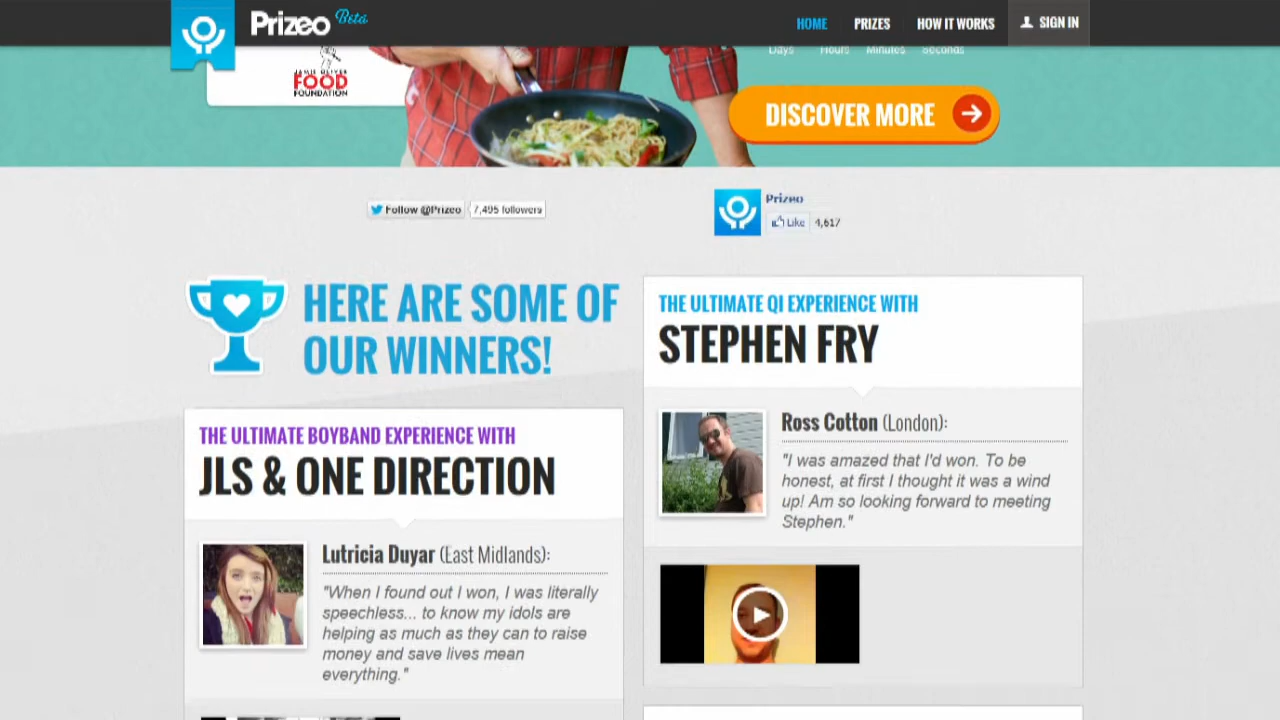 Prizeo Beta
HOME
PRIZES
HOW IT WORKS
SIGN IN
JAMIE OLIVER
FOOD
FOUNDATION
Days Hours Minutes Seconds
DISCOVER MORE
Follow @Prizeo
7,495 followers
Prizeo
Like 4,617
HERE ARE SOME OF
OUR WINNERS!
THE ULTIMATE BOYBAND EXPERIENCE WITH
JLS & ONE DIRECTION
Lutricia Duyar (East Midlands):
"When I found out I won, I was literally
speechless... to know my idols are
helping as much as they can to raise
money and save lives mean
everything."
THE ULTIMATE QI EXPERIENCE WITH
STEPHEN FRY
Ross Cotton (London):
"I was amazed that I'd won. To be
honest, at first I thought it was a wind
up! Am so looking forward to meeting
Stephen."